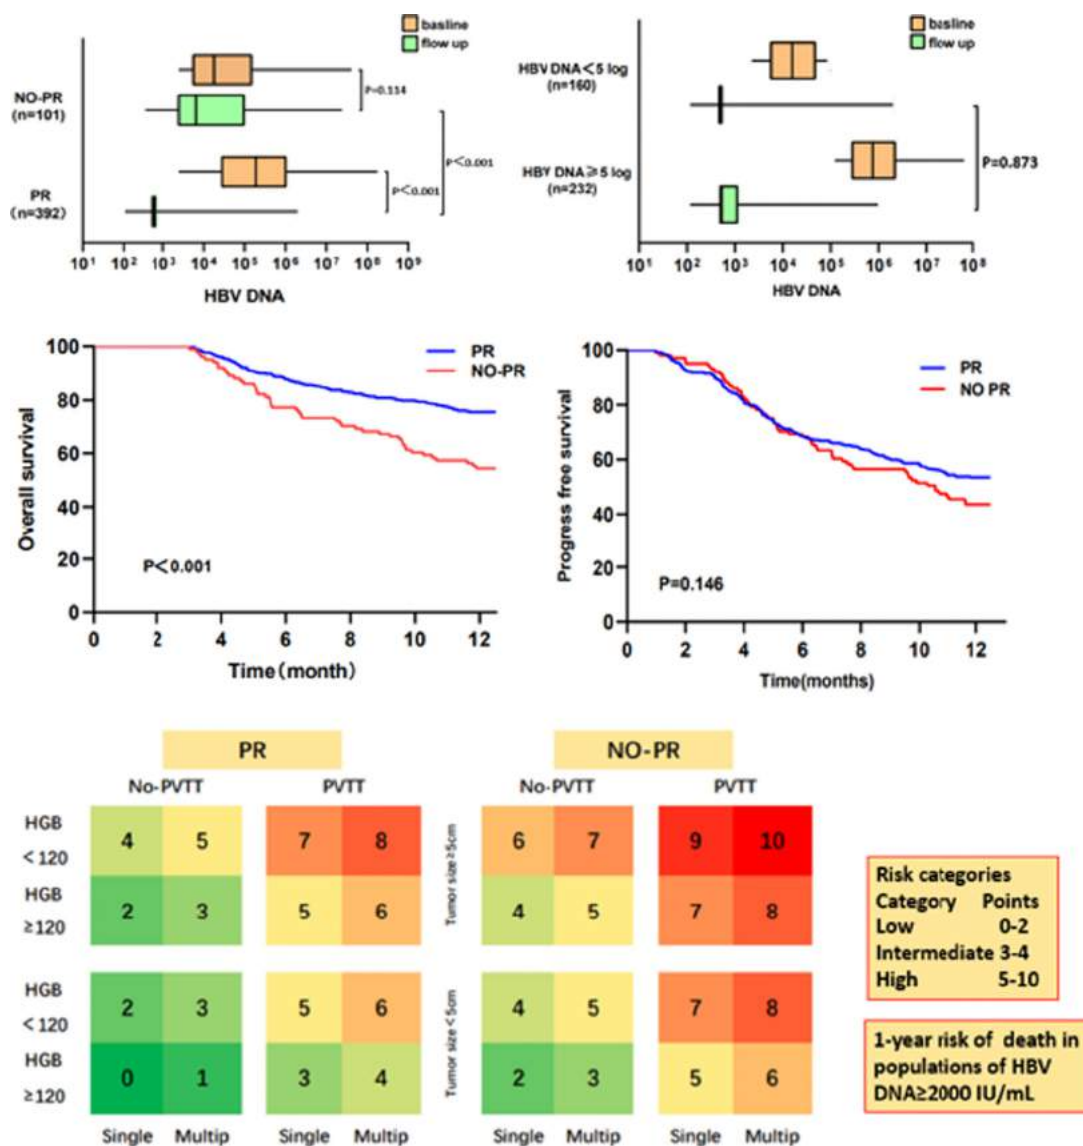 basline
flow up
NO-PR
(n=101)
P=0.114
P<0.001
PR
(n=392)
P<0.001
10¹ 10² 10³ 10⁴ 10⁵ 10⁶ 10⁷ 10⁸ 10⁹
HBV DNA
basline
flow up
HBV DNA<5 log
(n=160)
P=0.873
HBV DNA≥5 log
(n=232)
10¹ 10² 10³ 10⁴ 10⁵ 10⁶ 10⁷ 10⁸
HBV DNA
Overall survival
100
80
60
40
20
0
PR
NO-PR
P<0.001
0 2 4 6 8 10 12
Time(month)
Progress free survival
100
80
60
40
20
0
PR
NO PR
P=0.146
0 2 4 6 8 10 12
Time(months)
PR NO-PR
No-PVTT PVTT No-PVTT PVTT
HGB
<120
4 5 7 8 6 7 9 10
HGB
≥120
2 3 5 6 4 5 7 8
Tumor size≥5cm
HGB
<120
2 3 5 6 4 5 7 8
HGB
≥120
0 1 3 4 2 3 5 6
Tumor size<5cm
Single Multip Single Multip Single Multip Single Multip
Risk categories
Category Points
Low 0-2
Intermediate 3-4
High 5-10
1-year risk of death in
populations of HBV
DNA≥2000 IU/mL